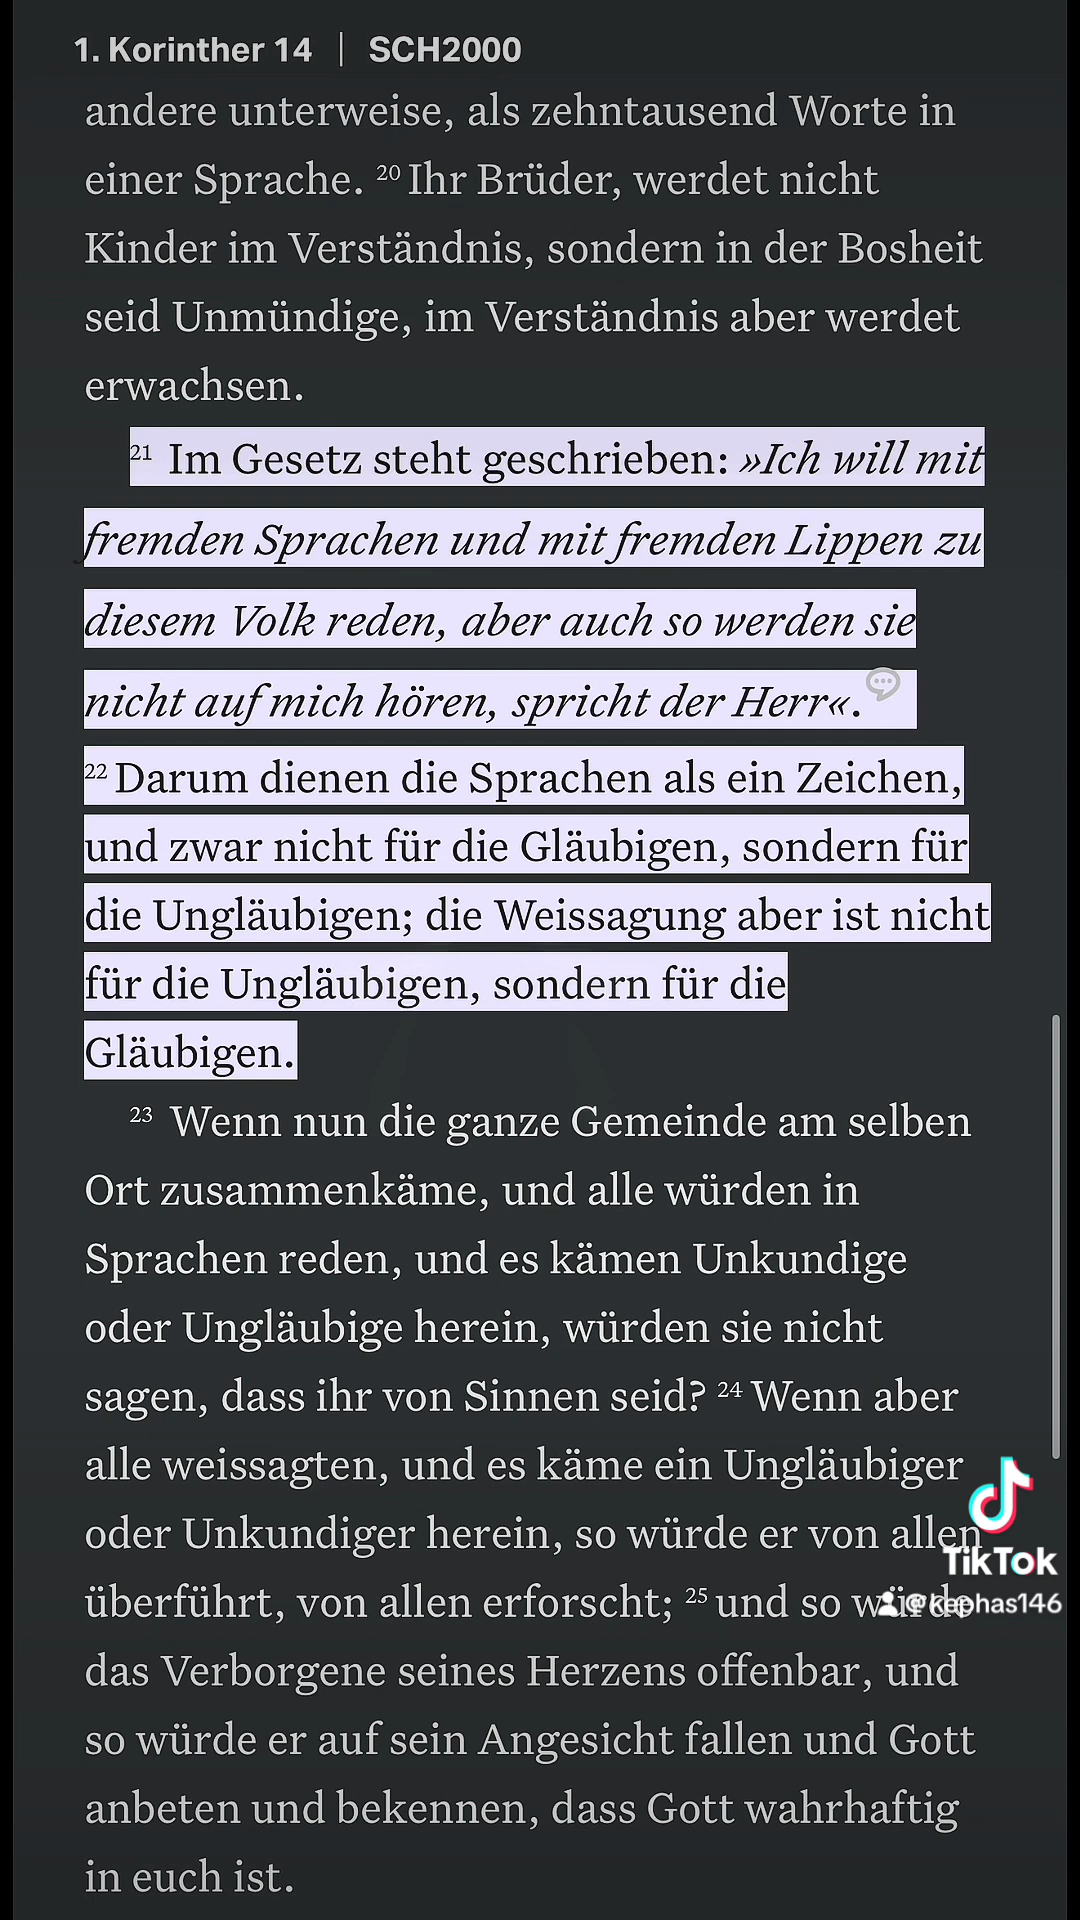 1. Korinther 14 | SCH2000
andere unterweise, als zehntausend Worte in
einer Sprache. 20 Ihr Brüder, werdet nicht
Kinder im Verständnis, sondern in der Bosheit
seid Unmündige, im Verständnis aber werdet
erwachsen.
21 Im Gesetz steht geschrieben: »Ich will mit
fremden Sprachen und mit fremden Lippen zu
diesem Volk reden, aber auch so werden sie
nicht auf mich hören, spricht der Herr«.
22 Darum dienen die Sprachen als ein Zeichen,
und zwar nicht für die Gläubigen, sondern für
die Ungläubigen; die Weissagung aber ist nicht
für die Ungläubigen, sondern für die
Gläubigen.
23 Wenn nun die ganze Gemeinde am selben
Ort zusammenkäme, und alle würden in
Sprachen reden, und es kämen Unkundige
oder Ungläubige herein, würden sie nicht
sagen, dass ihr von Sinnen seid? 24 Wenn aber
alle weissagten, und es käme ein Ungläubiger
oder Unkundiger herein, so würde er von allen
TikTok
überführt, von allen erforscht; 25 und so würde
@kephas146
das Verborgene seines Herzens offenbar, und
so würde er auf sein Angesicht fallen und Gott
anbeten und bekennen, dass Gott wahrhaftig
in euch ist.